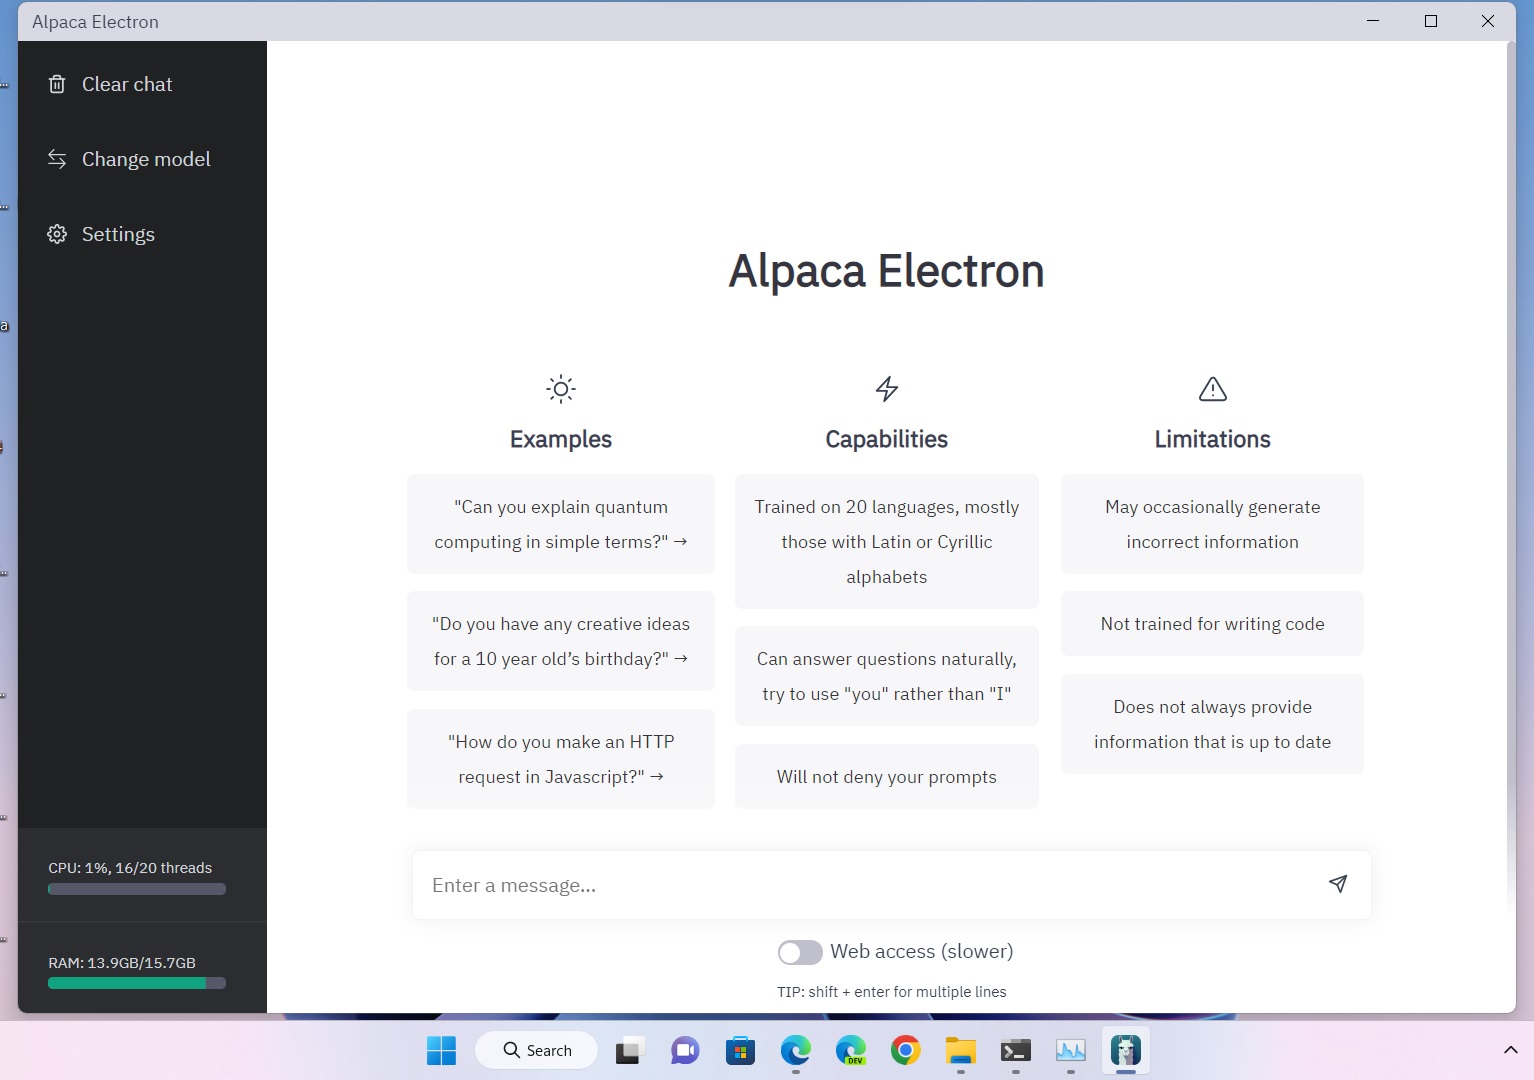 Alpaca Electron
Clear chat
Change model
Settings
CPU: 1%, 16/20 threads
RAM: 13.9GB/15.7GB
Alpaca Electron
Examples
"Can you explain quantum
computing in simple terms?" →
"Do you have any creative ideas
for a 10 year old’s birthday?" →
"How do you make an HTTP
request in Javascript?" →
Capabilities
Trained on 20 languages, mostly
those with Latin or Cyrillic
alphabets
Can answer questions naturally,
try to use "you" rather than "I"
Will not deny your prompts
Limitations
May occasionally generate
incorrect information
Not trained for writing code
Does not always provide
information that is up to date
Enter a message...
Web access (slower)
TIP: shift + enter for multiple lines
Search
DEV